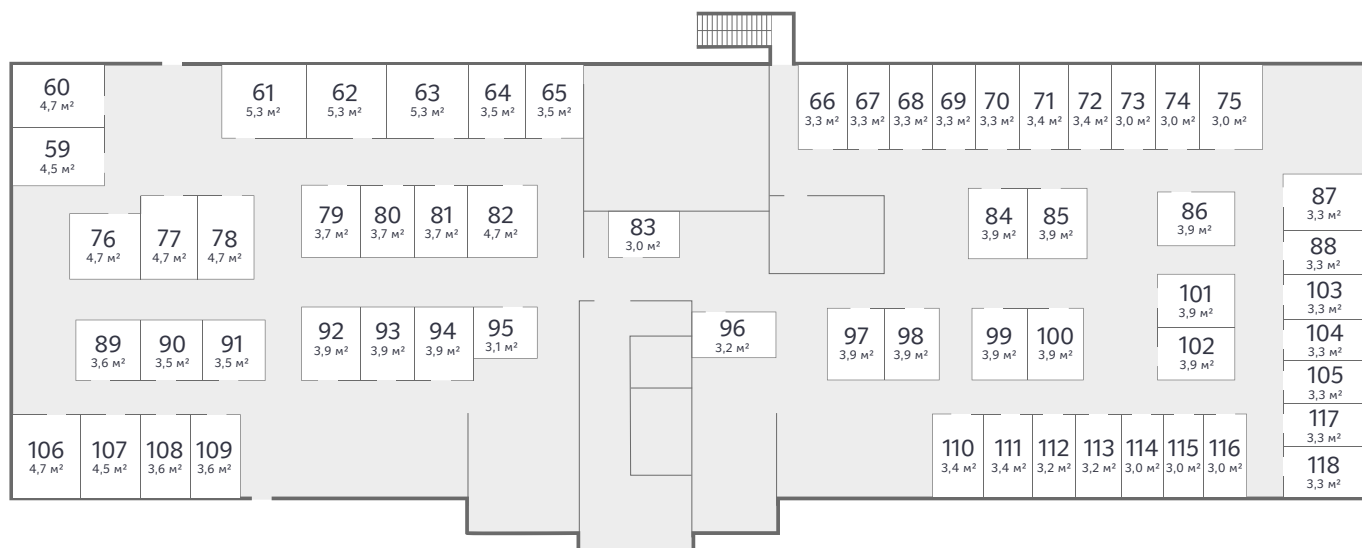 60
4,7 м²
59
4,5 м²
61
5,3 м²
62
5,3 м²
63
5,3 м²
64
3,5 м²
65
3,5 м²
66
3,3 м²
67
3,3 м²
68
3,3 м²
69
3,3 м²
70
3,3 м²
71
3,4 м²
72
3,4 м²
73
3,0 м²
74
3,0 м²
75
3,0 м²
76
4,7 м²
77
4,7 м²
78
4,7 м²
79
3,7 м²
80
3,7 м²
81
3,7 м²
82
4,7 м²
83
3,0 м²
84
3,9 м²
85
3,9 м²
86
3,9 м²
87
3,3 м²
88
3,3 м²
89
3,6 м²
90
3,5 м²
91
3,5 м²
92
3,9 м²
93
3,9 м²
94
3,9 м²
95
3,1 м²
96
3,2 м²
97
3,9 м²
98
3,9 м²
99
3,9 м²
100
3,9 м²
101
3,9 м²
102
3,9 м²
103
3,3 м²
104
3,3 м²
105
3,3 м²
106
4,7 м²
107
4,5 м²
108
3,6 м²
109
3,6 м²
110
3,4 м²
111
3,4 м²
112
3,2 м²
113
3,2 м²
114
3,0 м²
115
3,0 м²
116
3,0 м²
117
3,3 м²
118
3,3 м²